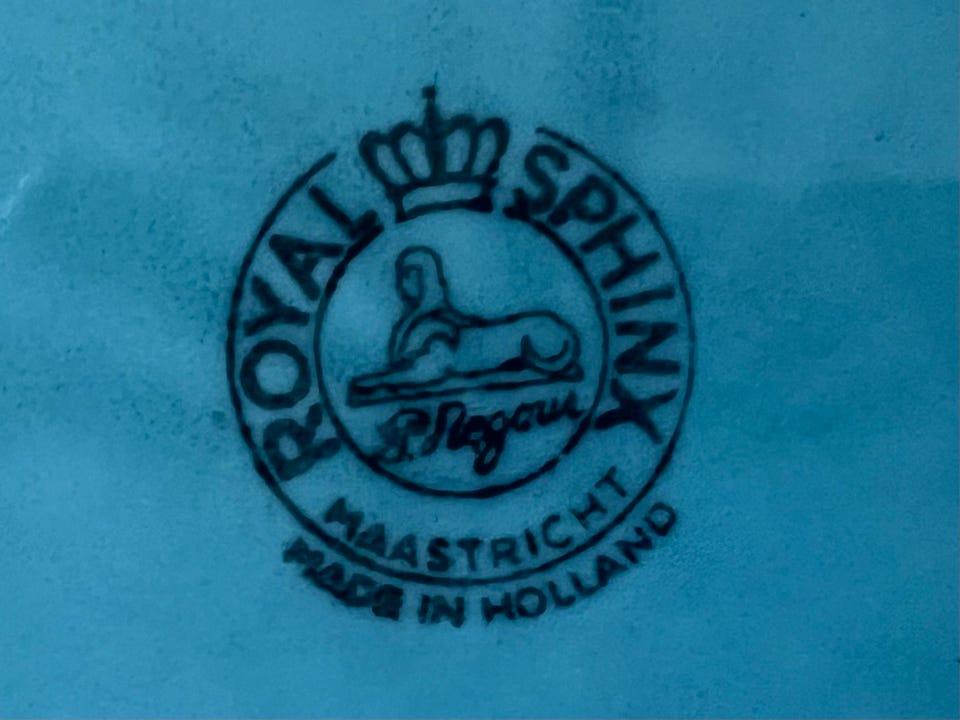 ROYAL SPHINX
P. Regout
MAASTRICHT
MADE IN HOLLAND